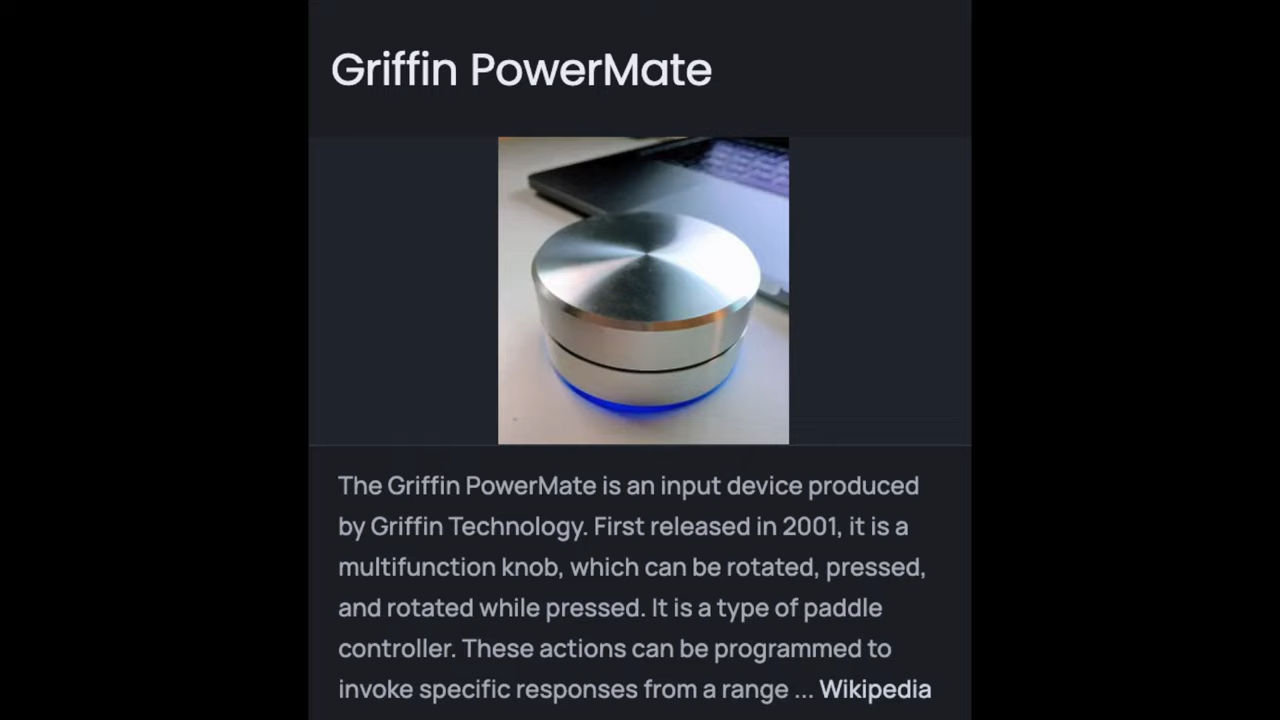 Griffin PowerMate
The Griffin PowerMate is an input device produced
by Griffin Technology. First released in 2001, it is a
multifunction knob, which can be rotated, pressed,
and rotated while pressed. It is a type of paddle
controller. These actions can be programmed to
invoke specific responses from a range ... Wikipedia